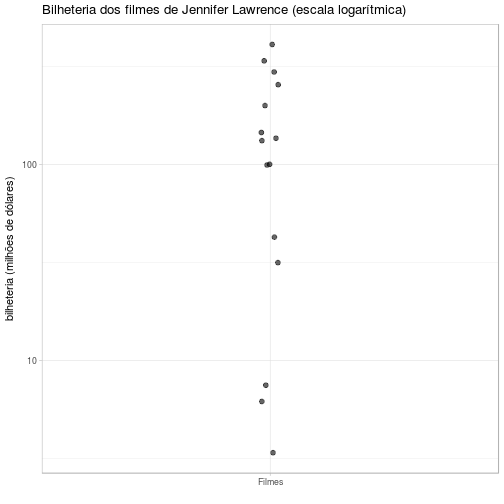 Bilheteria dos filmes de Jennifer Lawrence (escala logarítmica)
bilheteria (milhões de dólares)
100
10
Filmes